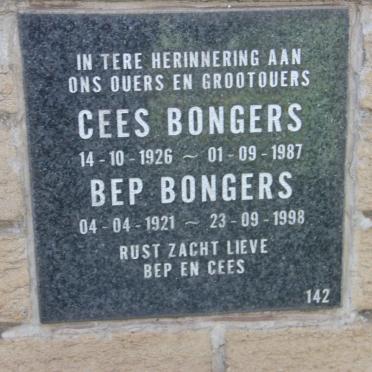 IN TERE HERINNERING AAN
ONS OUERS EN GROOTOUERS
CEES BONGERS
14-10-1926 ~ 01-09-1987
BEP BONGERS
04-04-1921 ~ 23-09-1998
RUST ZACHT LIEVE
BEP EN CEES
142